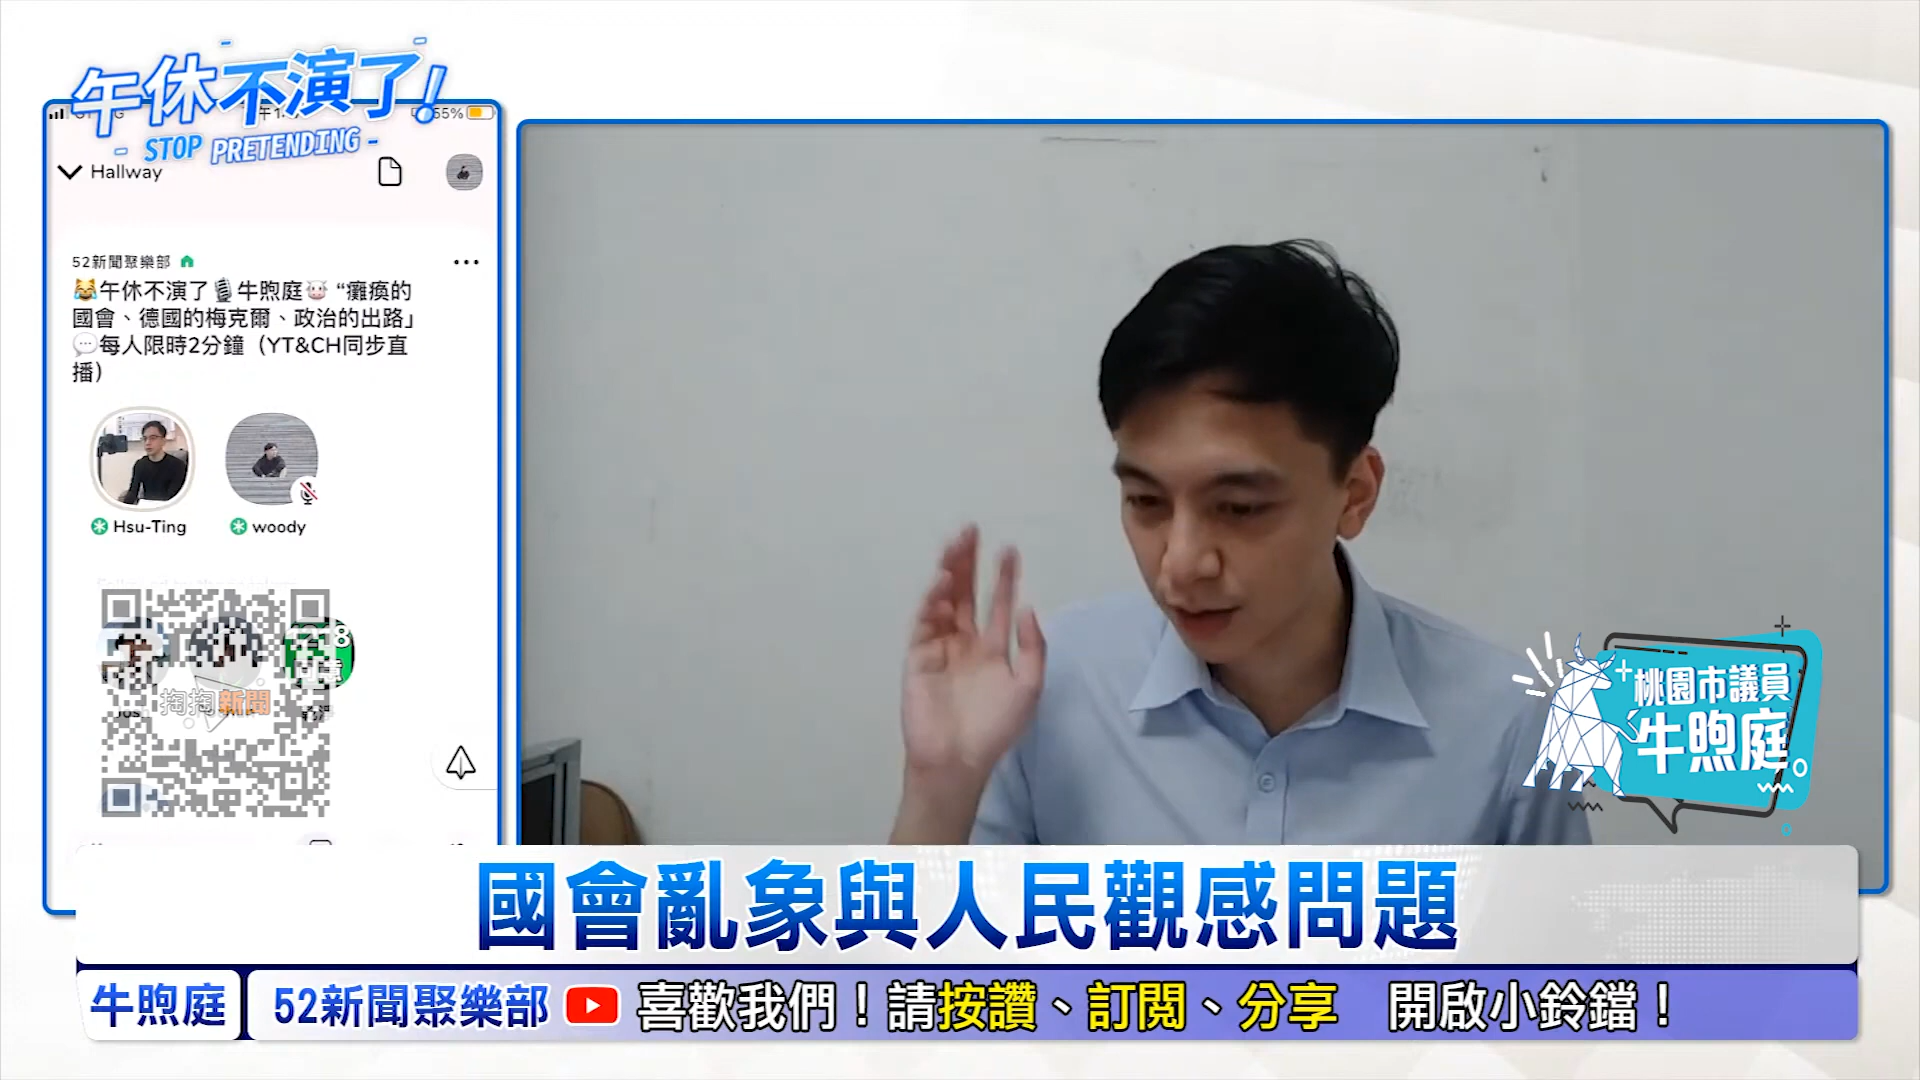 午休不演了!
- STOP PRETENDING -
55%
Hallway
52新聞聚樂部
午休不演了 牛煦庭 “癱瘓的
國會、德國的梅克爾、政治的出路」
每人限時2分鐘（YT&CH同步直
播）
Hsu-Ting
woody
掏掏新聞
桃園市議員
牛煦庭
國會亂象與人民觀感問題
牛煦庭
52新聞聚樂部 喜歡我們！請按讚、訂閱、分享 開啟小鈴鐺！